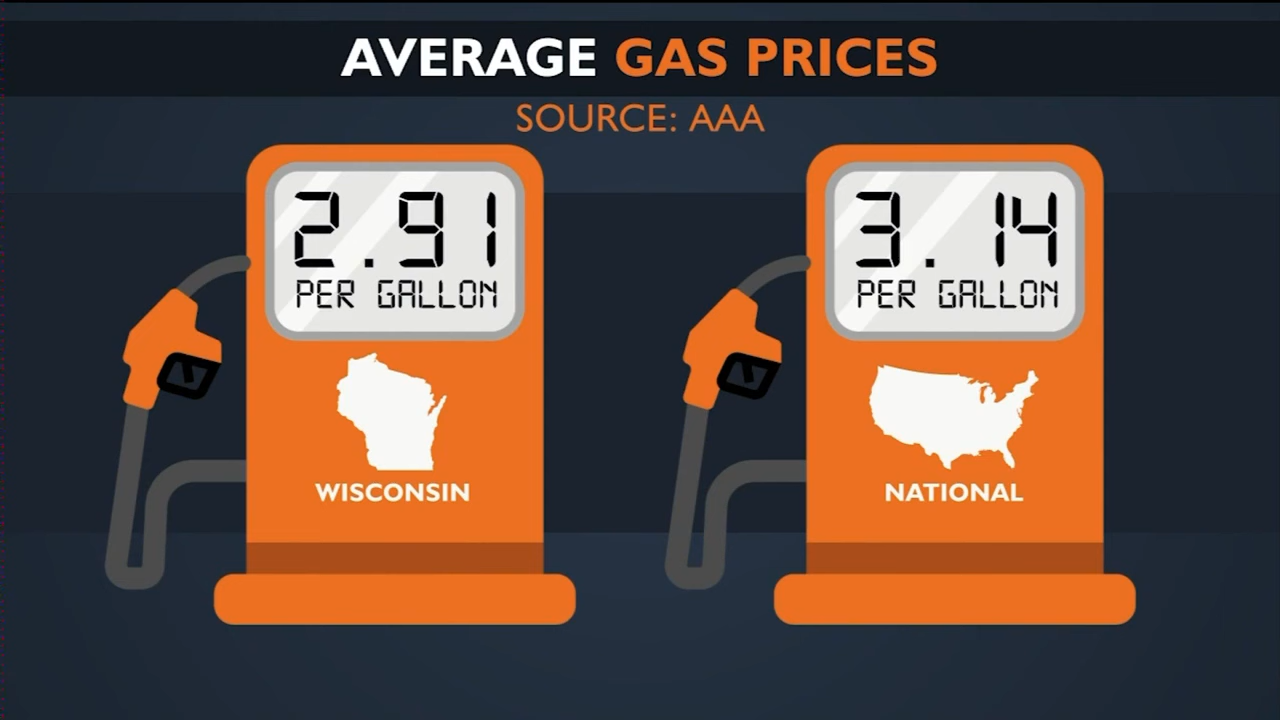 AVERAGE GAS PRICES
SOURCE: AAA
2.91
PER GALLON
WISCONSIN
3.14
PER GALLON
NATIONAL